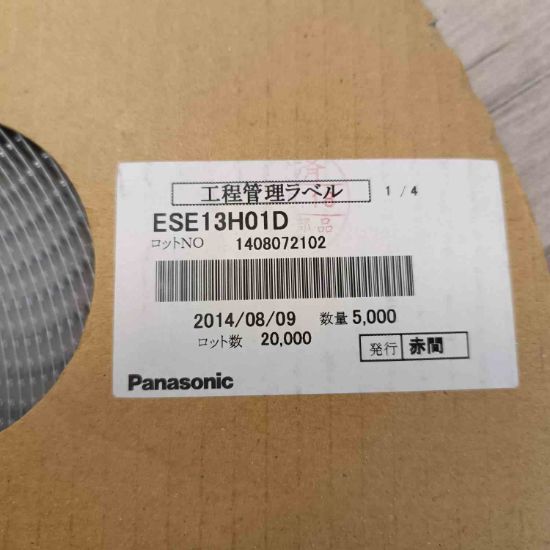 工程管理ラベル 1 / 4
ESE13H01D
ロットNO 1408072102
2014/08/09 数量 5,000
ロット数 20,000
発行 赤間
Panasonic